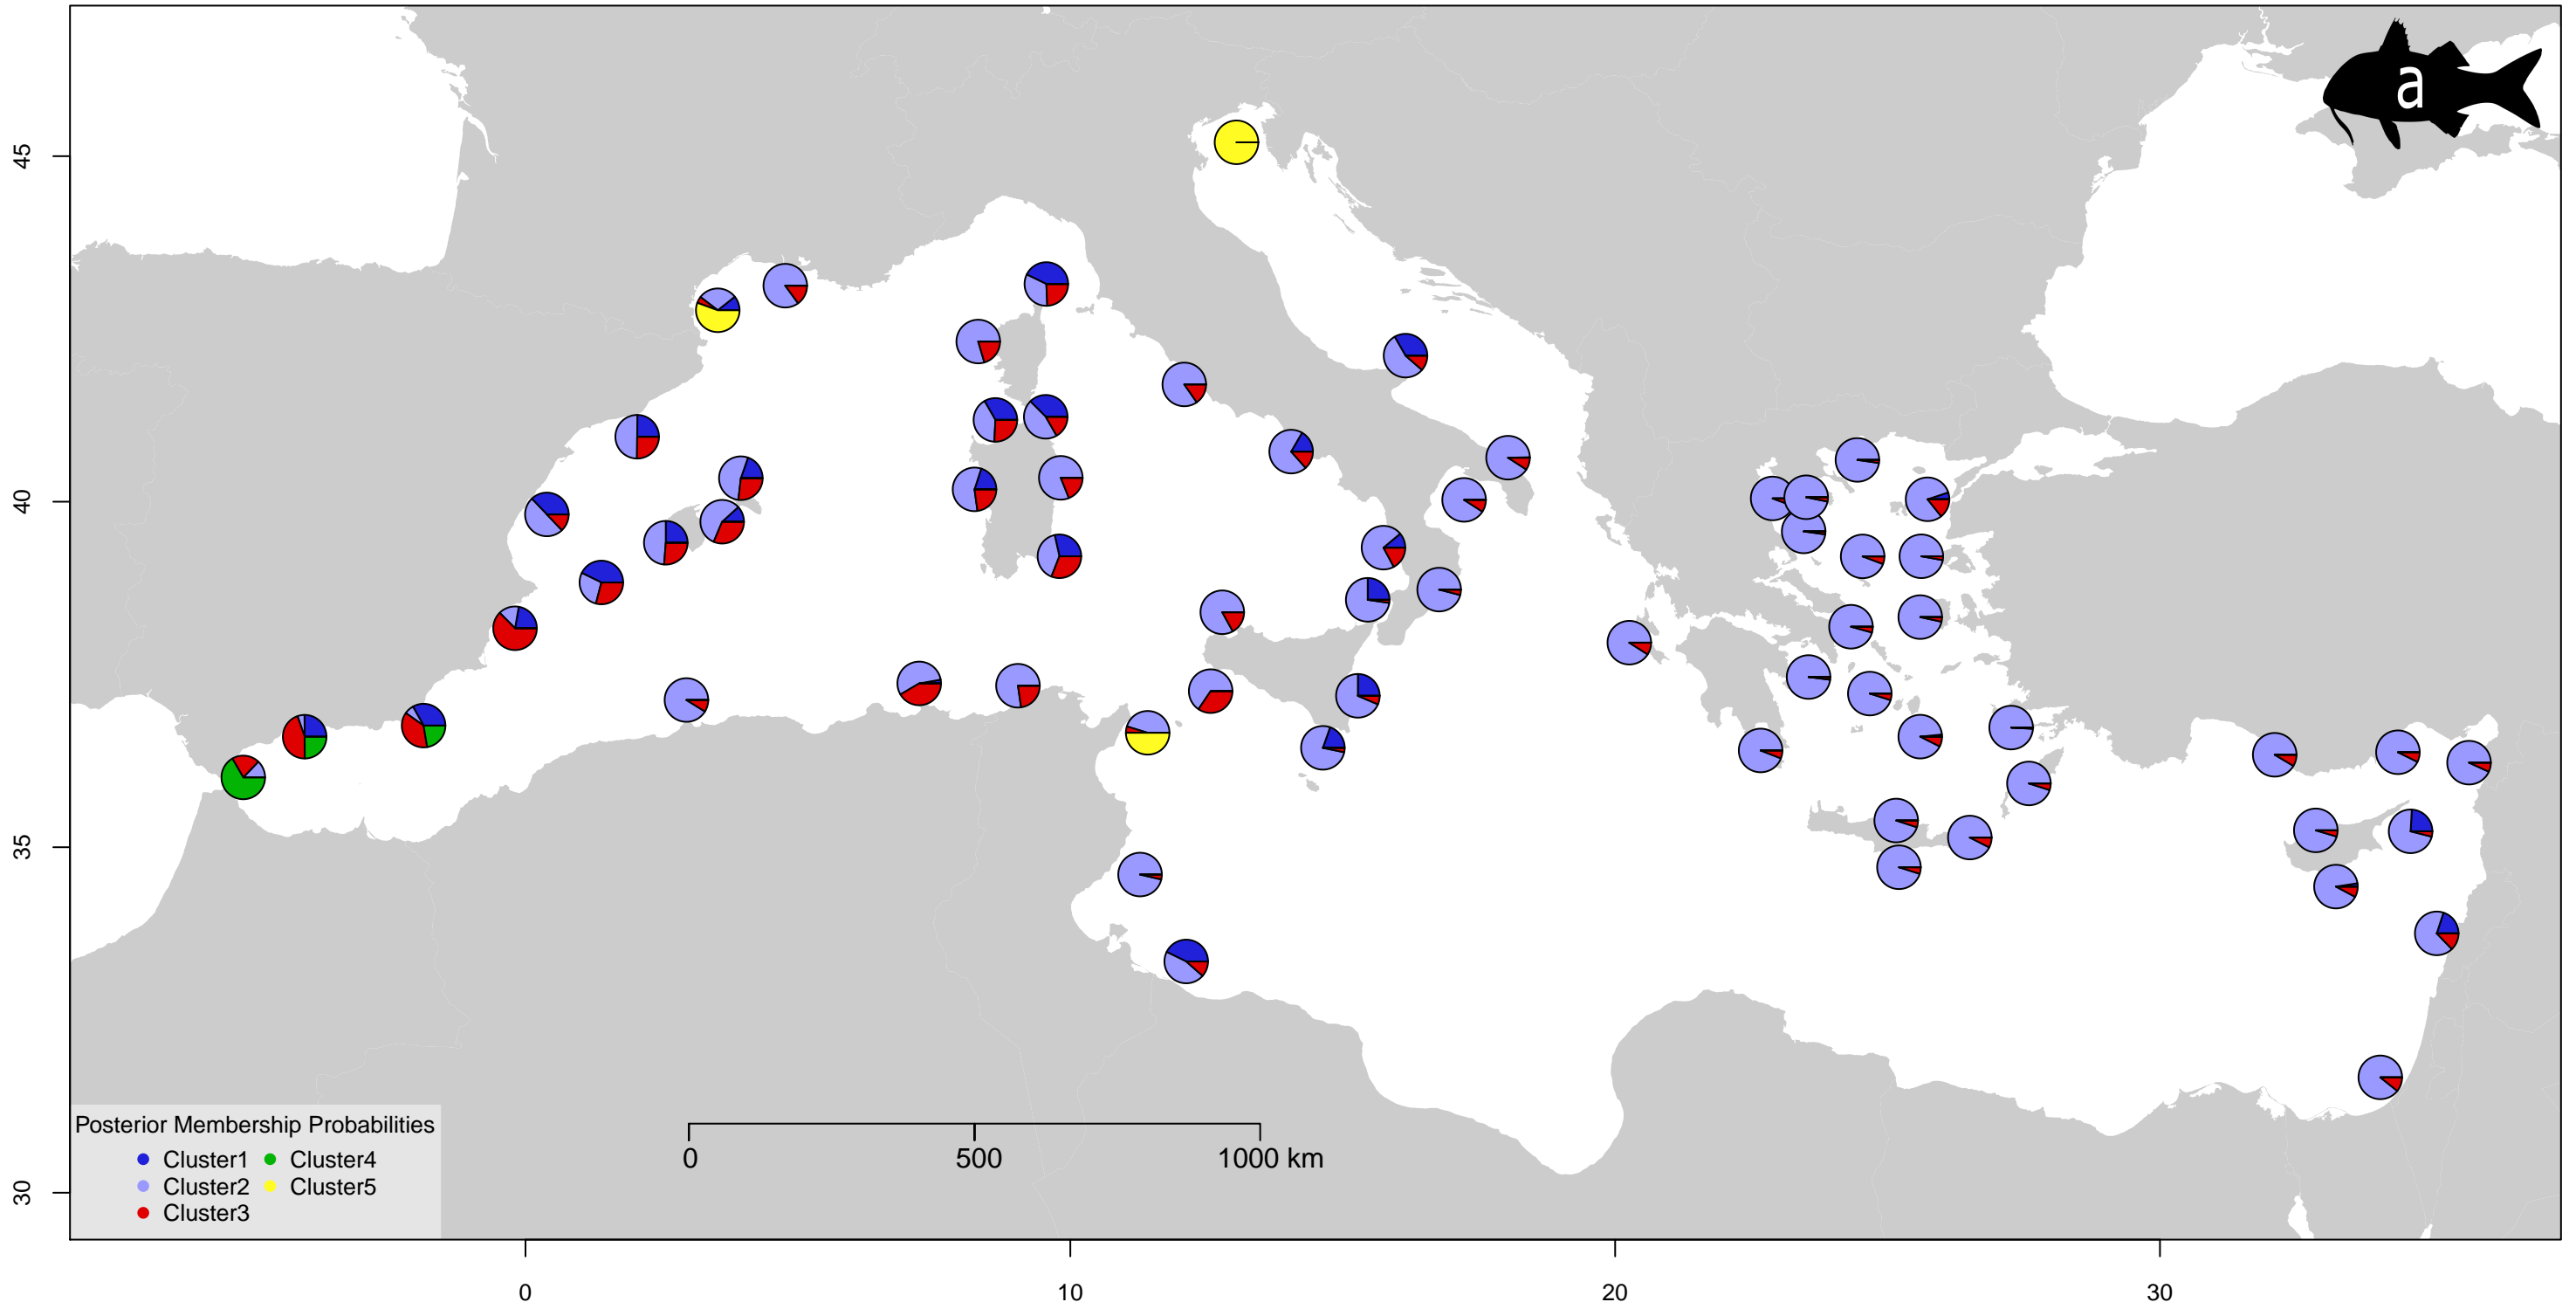 a
45
40
35
30
Posterior Membership Probabilities
Cluster1 Cluster4
Cluster2 Cluster5
Cluster3
0 500 1000 km
0 10 20 30